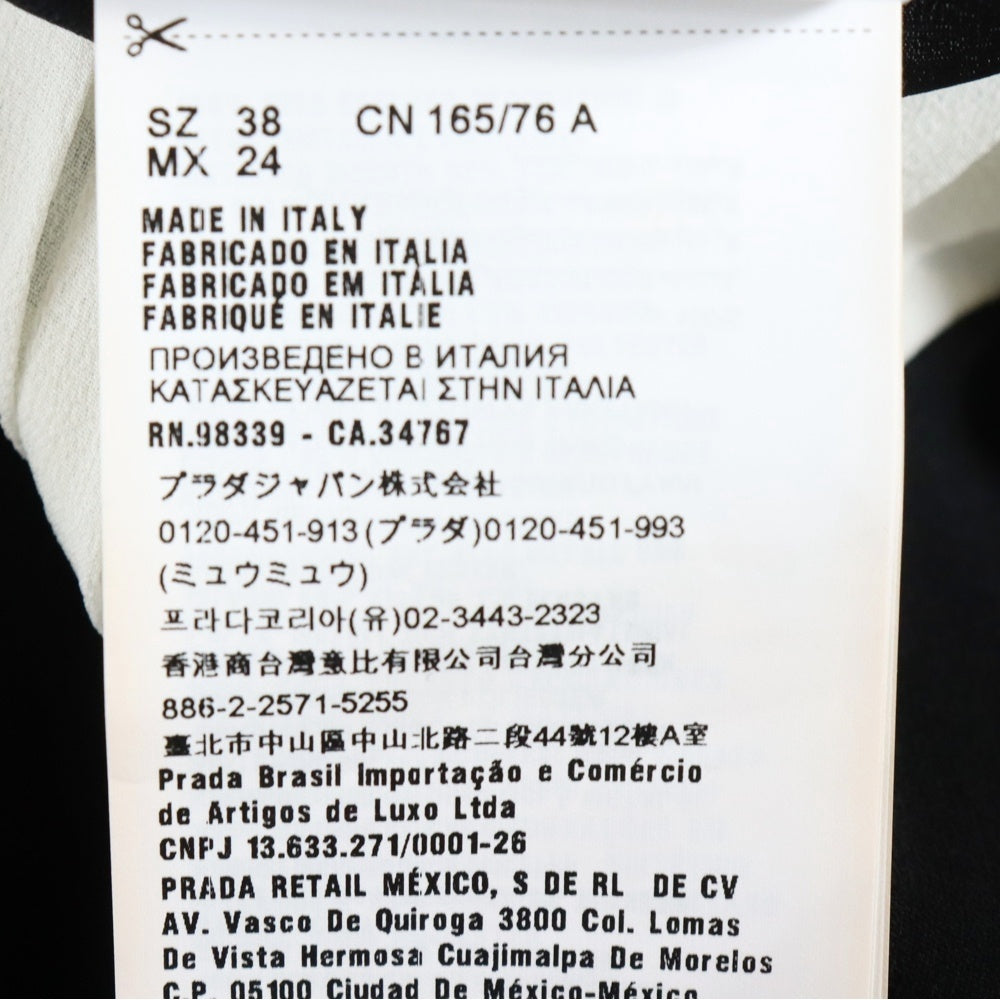 SZ 38 CN 165/76 A
MX 24
MADE IN ITALY
FABRICADO EN ITALIA
FABRICADO EM ITÀLIA
FABRIQUÉ EN ITALIE
ПРОИЗВЕДЕНО В ИТАЛИЯ
ΚΑΤΑΣΚΕΥΑΖΕΤΑΙ ΣΤΗΝ ΙΤΑΛΙΑ
RN.98339 - CA.34767
プラダジャパン株式会社
0120-451-913(プラダ)0120-451-993
(ミュウミュウ)
프라다코리아(유)02-3443-2323
香港商台灣意比有限公司台灣分公司
886-2-2571-5255
臺北市中山區中山北路二段44號12樓A室
Prada Brasil Importação e Comércio
de Artigos de Luxo Ltda
CNPJ 13.633.271/0001-26
PRADA RETAIL MÉXICO, S DE RL DE CV
AV. Vasco De Quiroga 3800 Col. Lomas
De Vista Hermosa Cuajimalpa De Morelos
C.P. 05100 Ciudad De México-México